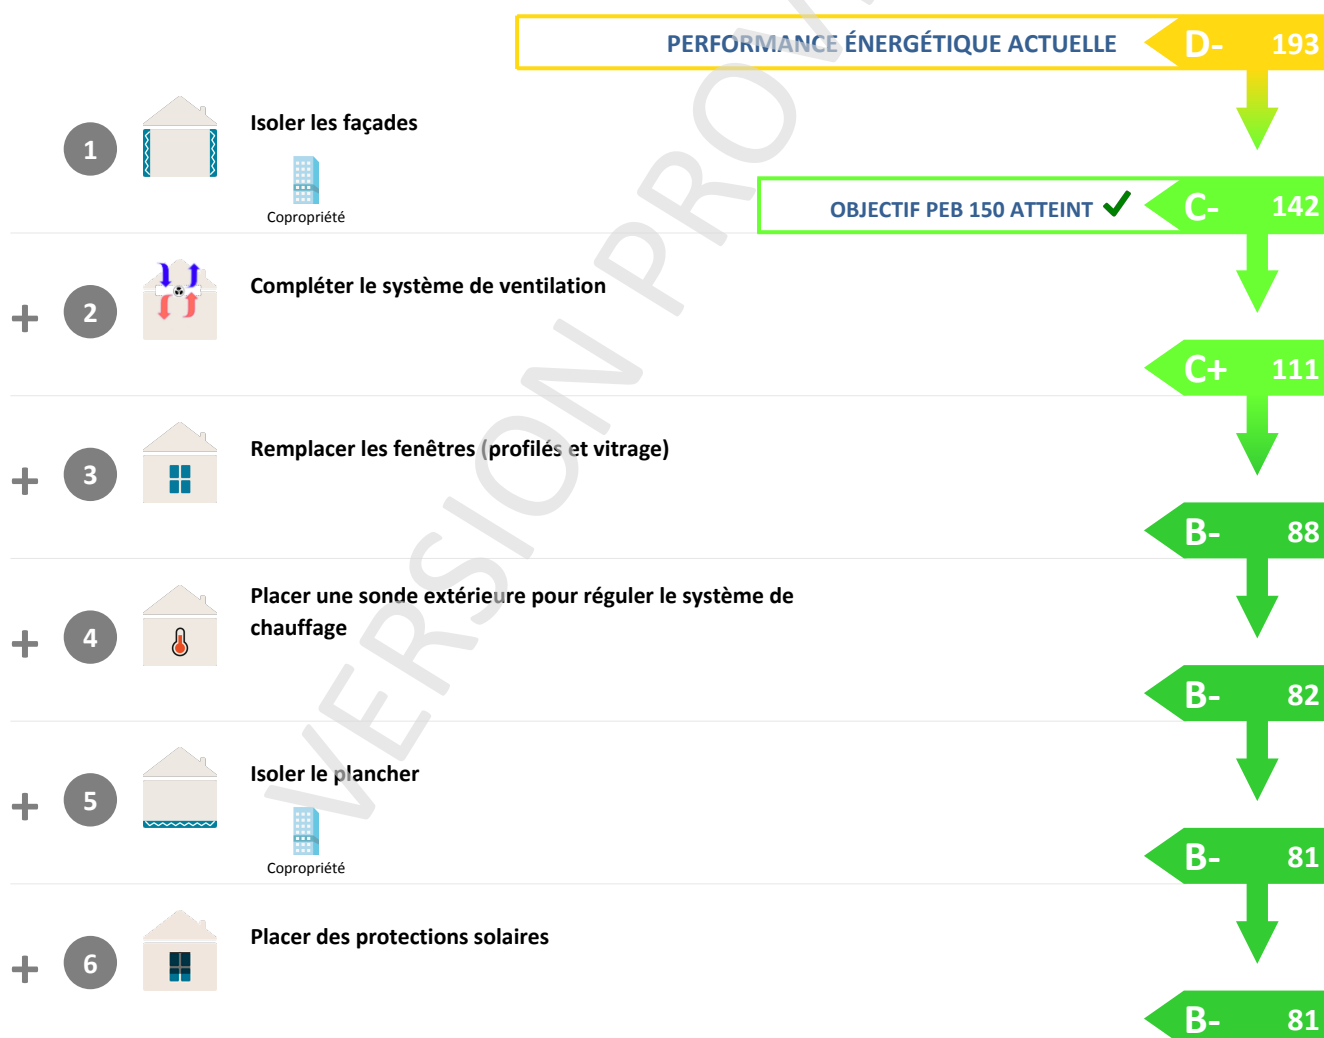 PERFORMANCE ÉNERGÉTIQUE ACTUELLE D- 193
1 Isoler les façades
Copropriété
OBJECTIF PEB 150 ATTEINT C- 142
+ 2 Compléter le système de ventilation
C+ 111
+ 3 Remplacer les fenêtres (profilés et vitrage)
B- 88
+ 4 Placer une sonde extérieure pour réguler le système de
chauffage
B- 82
+ 5 Isoler le plancher
Copropriété
B- 81
+ 6 Placer des protections solaires
B- 81
VERSION PROV